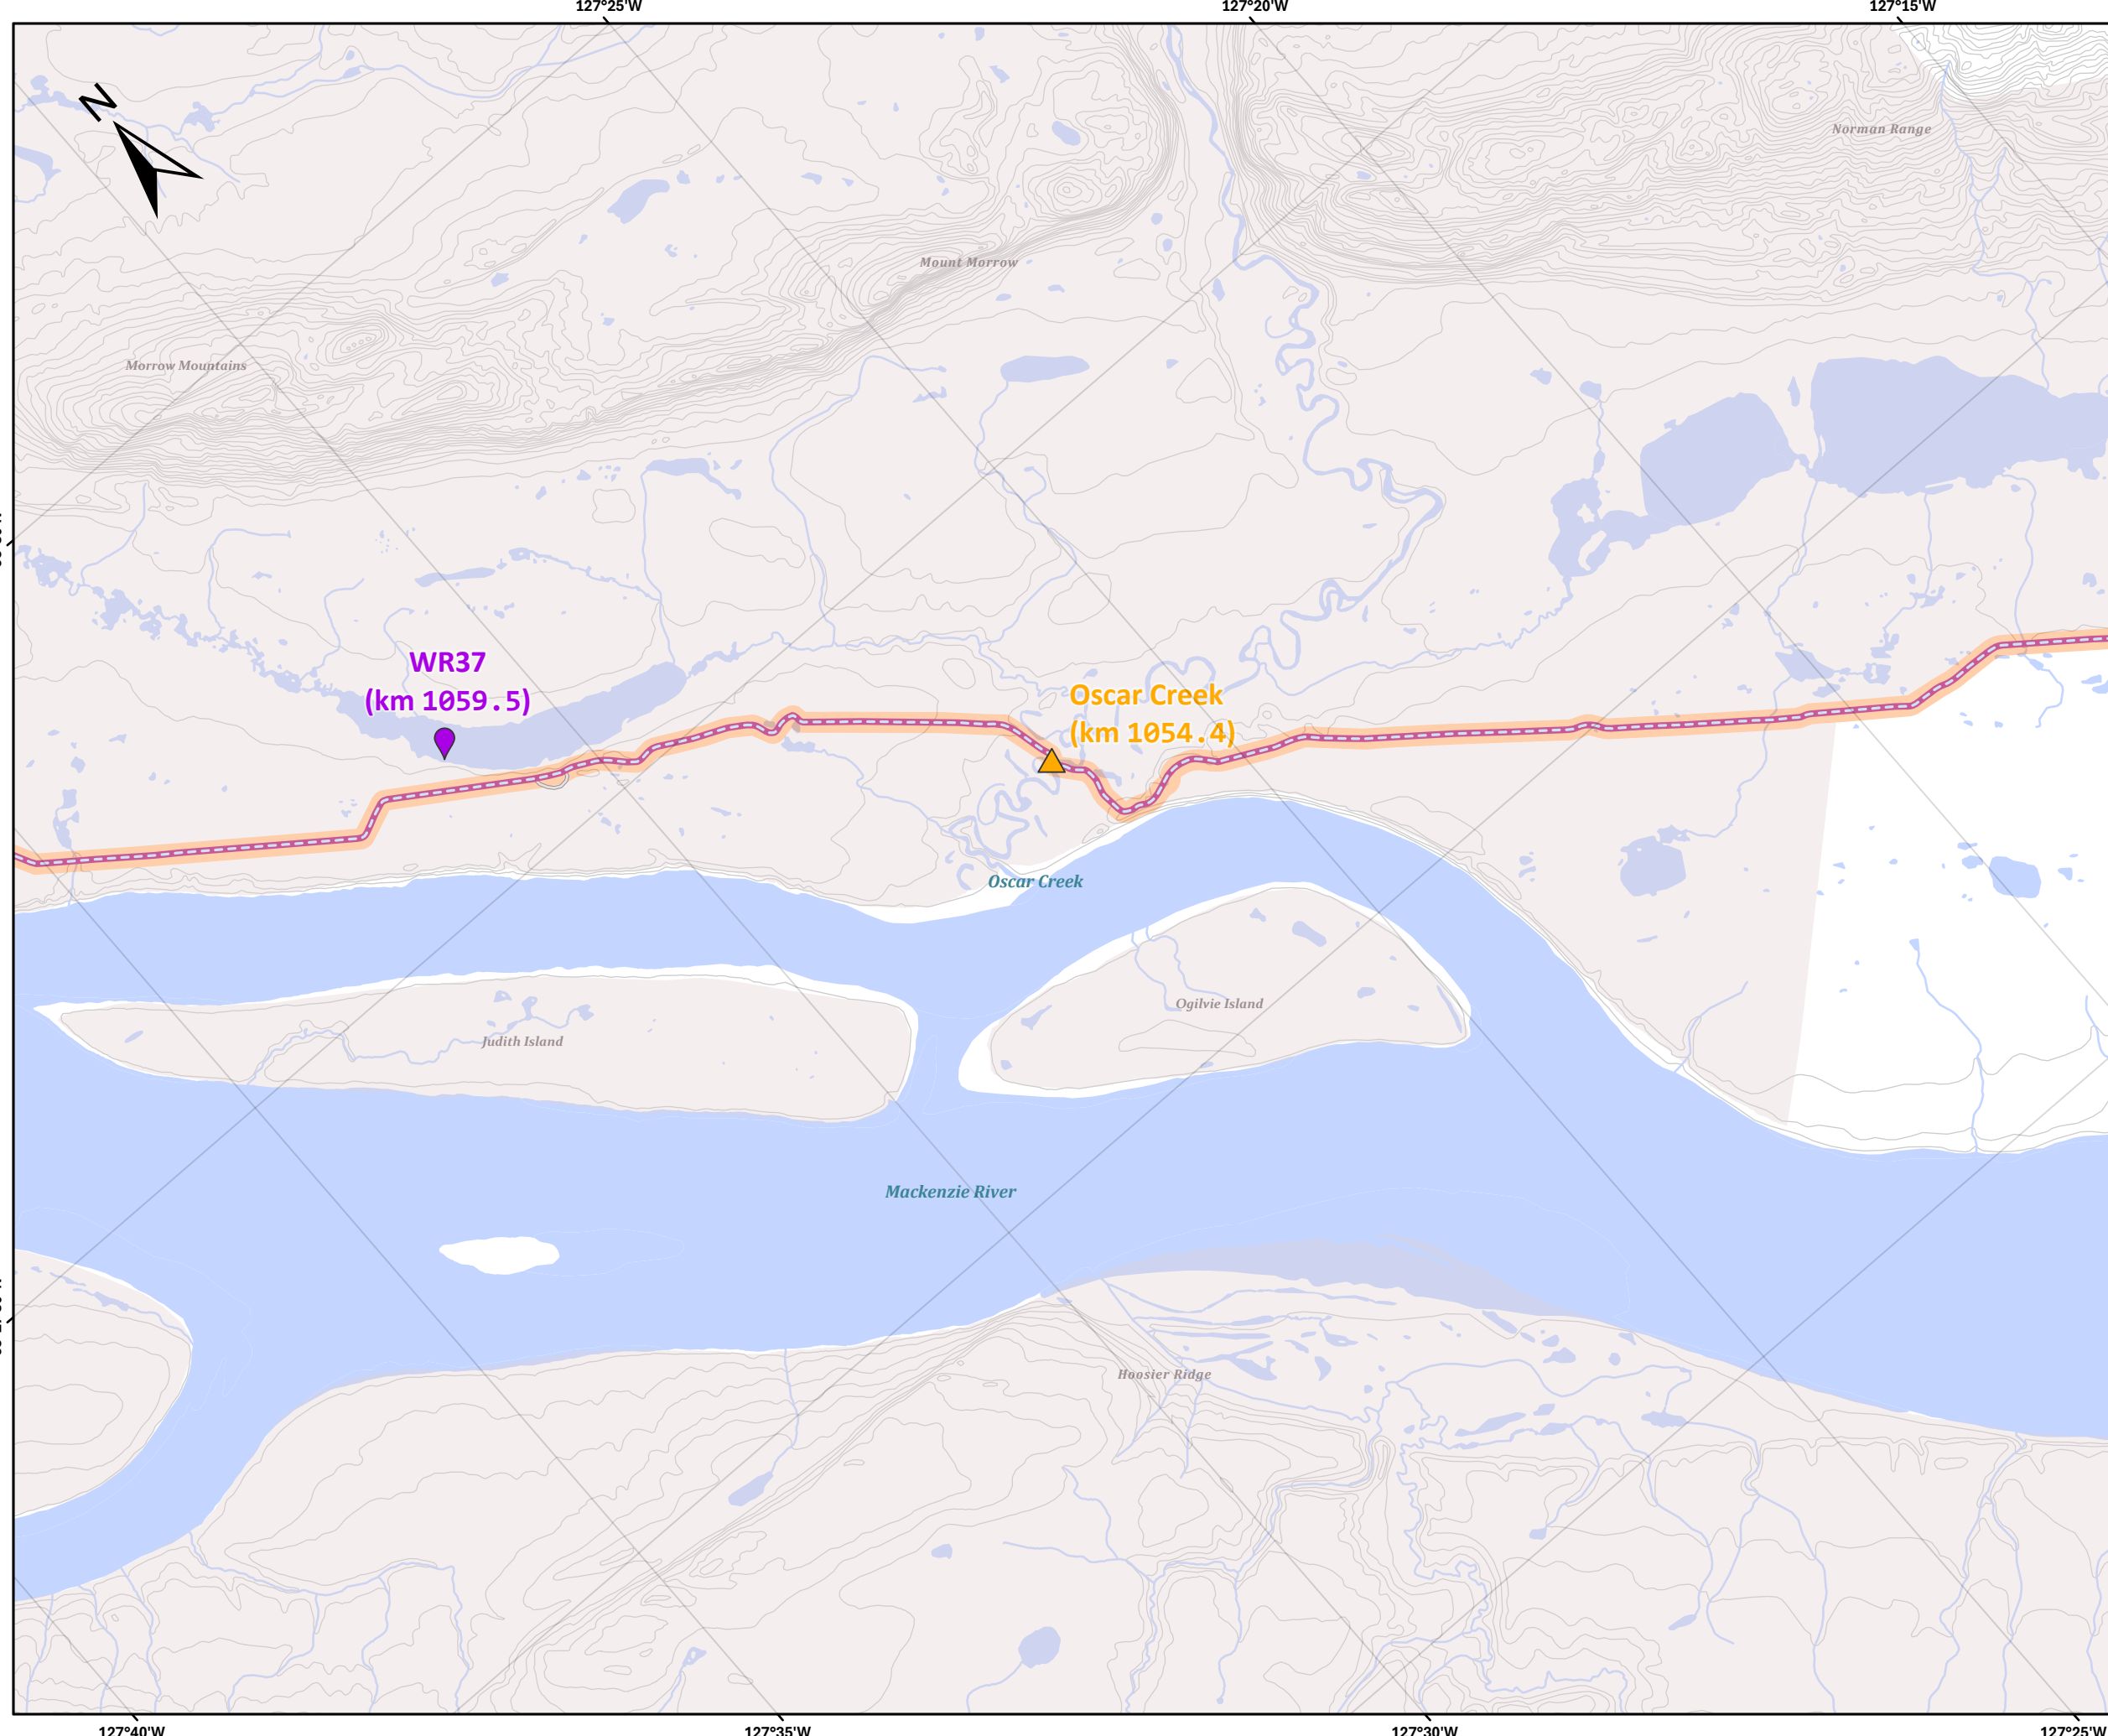 127°25'W
127°20'W
127°15'W
N
Norman Range
Mount Morrow
Morrow Mountains
WR37
(km 1059.5)
Oscar Creek
(km 1054.4)
Oscar Creek
Ogilvie Island
Judith Island
Mackenzie River
Hoosier Ridge
127°40'W
127°35'W
127°30'W
127°25'W